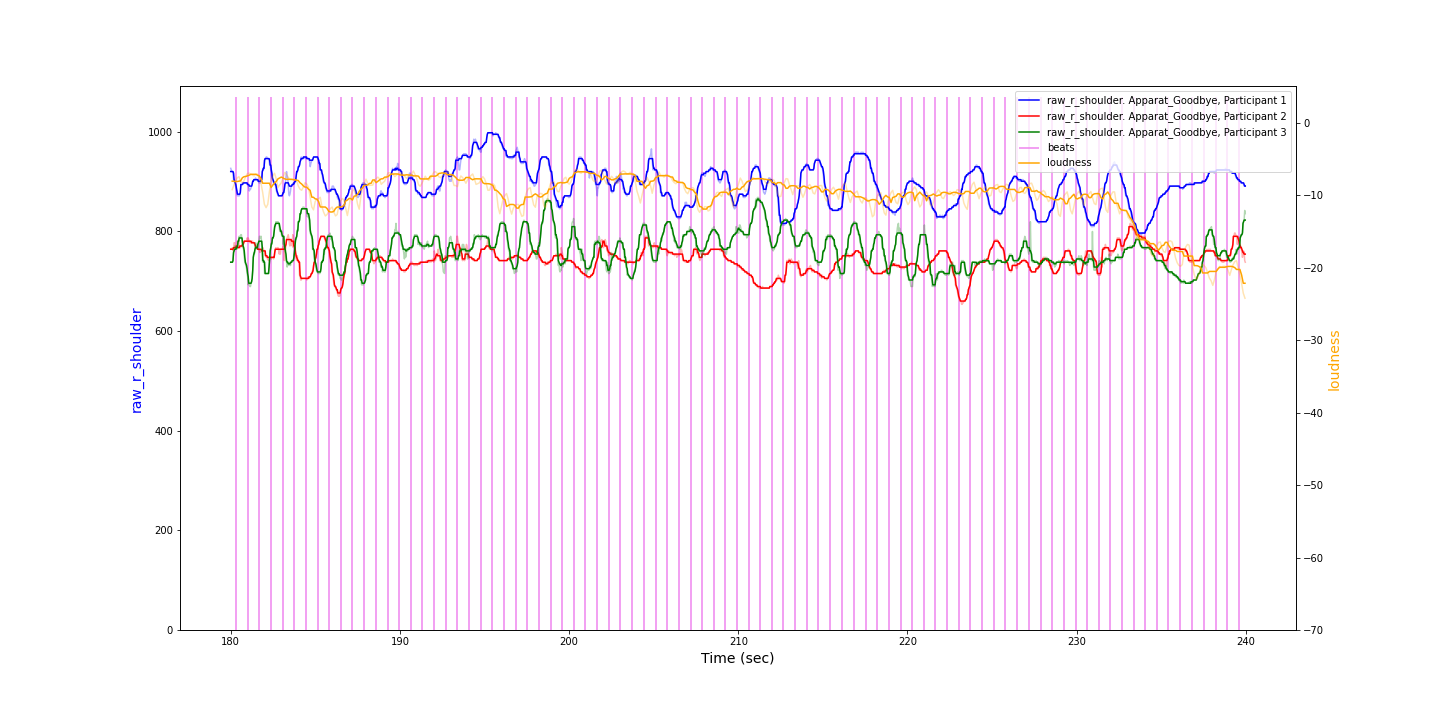 raw_r_shoulder. Apparat_Goodbye, Participant 1
raw_r_shoulder. Apparat_Goodbye, Participant 2
raw_r_shoulder. Apparat_Goodbye, Participant 3
beats
loudness
1000
800
600
400
200
0
raw_r_shoulder
0
−10
−20
−30
−40
−50
−60
−70
loudness
180 190 200 210 220 230 240
Time (sec)